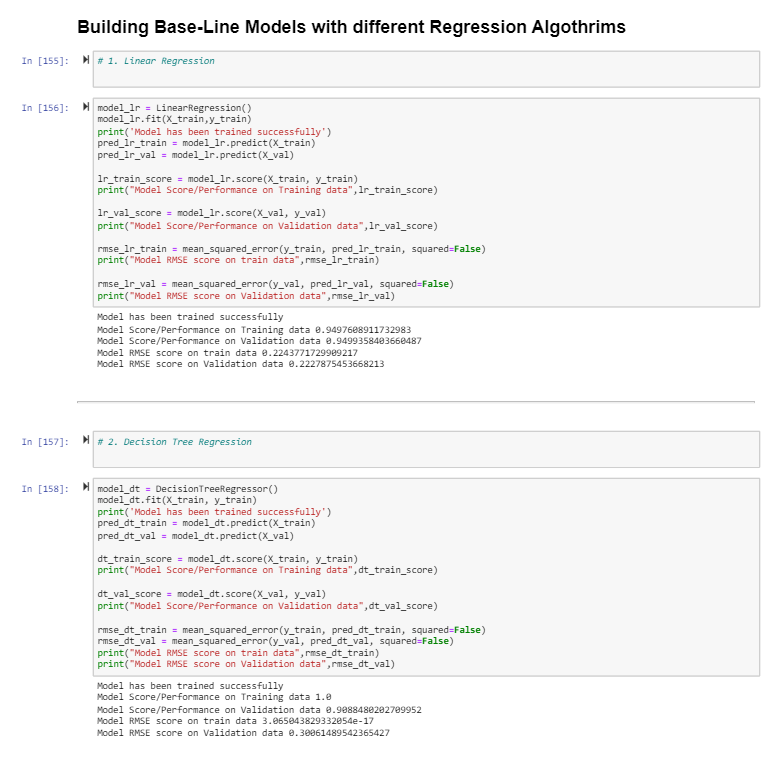 Building Base-Line Models with different Regression Algothrims
In [155]:
# 1. Linear Regression
In [156]:
model_lr = LinearRegression()
model_lr.fit(X_train,y_train)
print('Model has been trained successfully')
pred_lr_train = model_lr.predict(X_train)
pred_lr_val = model_lr.predict(X_val)
lr_train_score = model_lr.score(X_train, y_train)
print("Model Score/Performance on Training data",lr_train_score)
lr_val_score = model_lr.score(X_val, y_val)
print("Model Score/Performance on Validation data",lr_val_score)
rmse_lr_train = mean_squared_error(y_train, pred_lr_train, squared=False)
print("Model RMSE score on train data",rmse_lr_train)
rmse_lr_val = mean_squared_error(y_val, pred_lr_val, squared=False)
print("Model RMSE score on Validation data",rmse_lr_val)
Model has been trained successfully
Model Score/Performance on Training data 0.9497608911732983
Model Score/Performance on Validation data 0.9499358403660487
Model RMSE score on train data 0.2243771729909217
Model RMSE score on Validation data 0.2227875453668213
In [157]:
# 2. Decision Tree Regression
In [158]:
model_dt = DecisionTreeRegressor()
model_dt.fit(X_train, y_train)
print('Model has been trained successfully')
pred_dt_train = model_dt.predict(X_train)
pred_dt_val = model_dt.predict(X_val)
dt_train_score = model_dt.score(X_train, y_train)
print("Model Score/Performance on Training data",dt_train_score)
dt_val_score = model_dt.score(X_val, y_val)
print("Model Score/Performance on Validation data",dt_val_score)
rmse_dt_train = mean_squared_error(y_train, pred_dt_train, squared=False)
rmse_dt_val = mean_squared_error(y_val, pred_dt_val, squared=False)
print("Model RMSE score on train data",rmse_dt_train)
print("Model RMSE score on Validation data",rmse_dt_val)
Model has been trained successfully
Model Score/Performance on Training data 1.0
Model Score/Performance on Validation data 0.9088480202709952
Model RMSE score on train data 3.065043829332054e-17
Model RMSE score on Validation data 0.30061489542365427